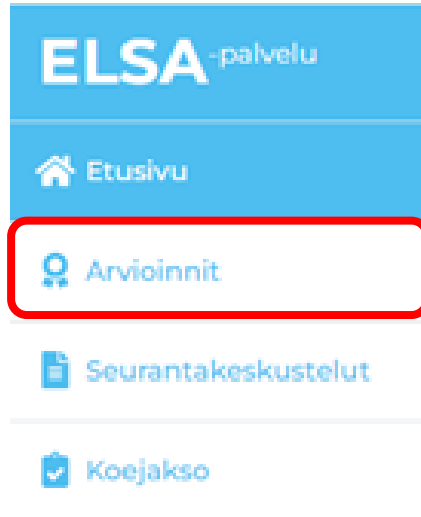 ELSA -palvelu
Etusivu
Arvioinnit
Seurantakeskustelut
Koejakso